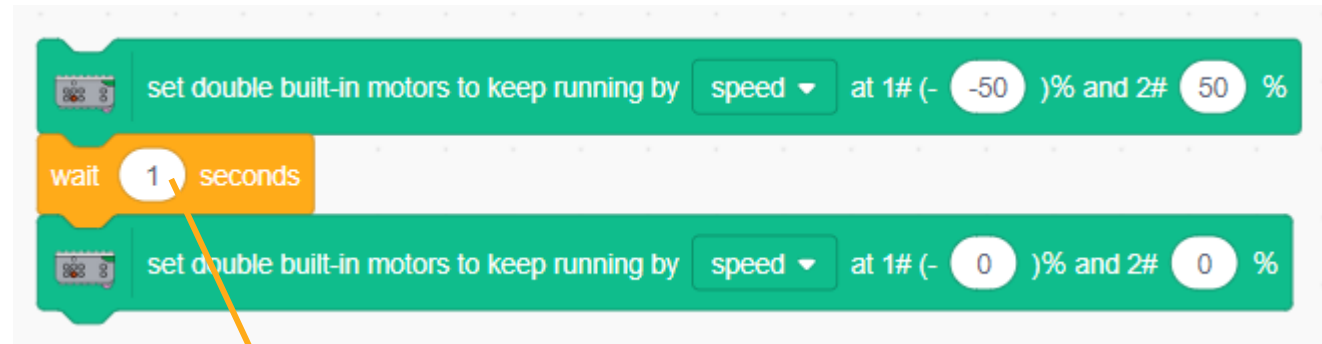 set double built-in motors to keep running by speed at 1# (- -50 )% and 2# 50 %
wait 1 seconds
set double built-in motors to keep running by speed at 1# (- 0 )% and 2# 0 %